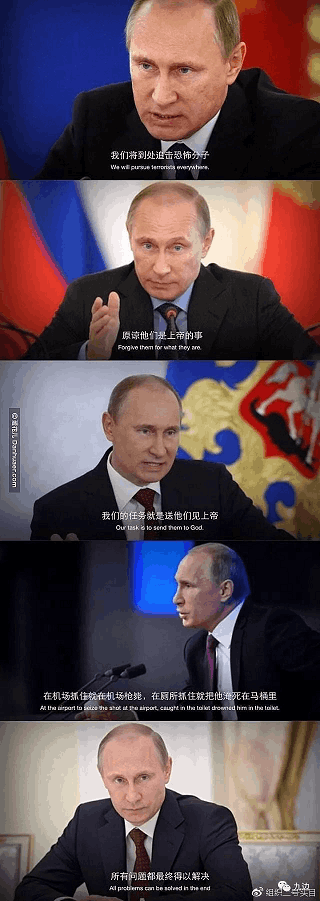 我们将到处追击恐怖分子
We will pursue terrorists everywhere.
原谅他们是上帝的事
Forgive them for what they are.
我们的任务就是送他们见上帝
Our task is to send them to God.
在机场抓住就在机场枪毙，在厕所抓住就把他淹死在马桶里
At the airport to seize the shot at the airport, caught in the toilet drowned him in the toilet.
所有问题都最终得以解决
All problems can be solved in the end
九边